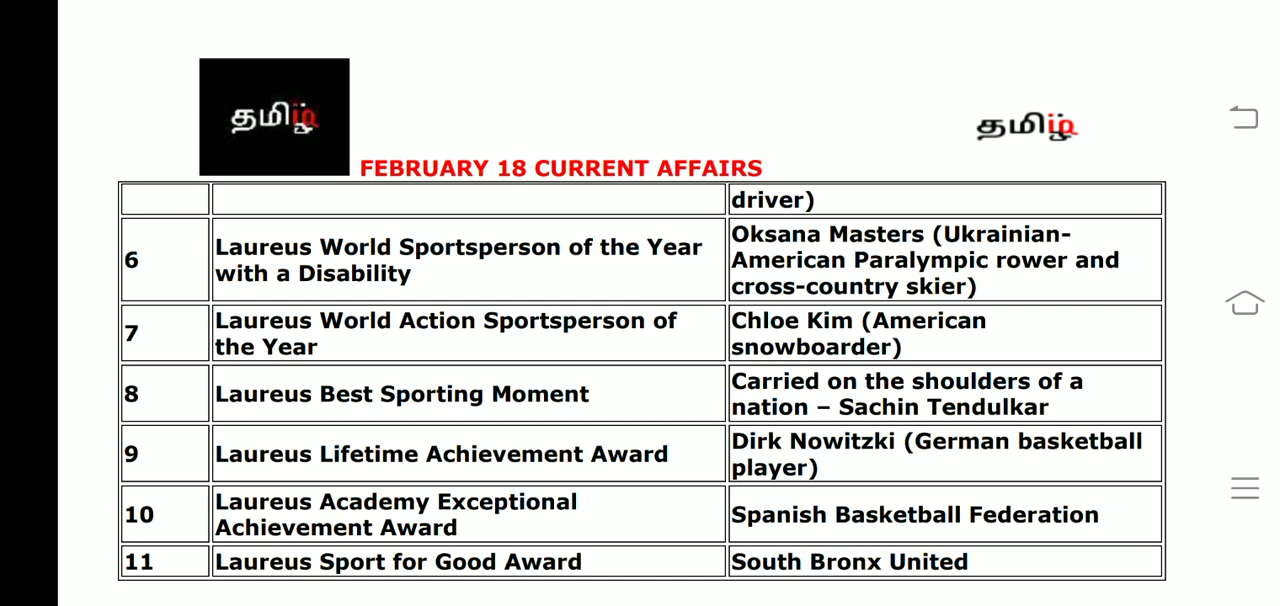 தமிழ்
தமிழ்
FEBRUARY 18 CURRENT AFFAIRS
driver)
6
Laureus World Sportsperson of the Year
with a Disability
Oksana Masters (Ukrainian-
American Paralympic rower and
cross-country skier)
7
Laureus World Action Sportsperson of
the Year
Chloe Kim (American
snowboarder)
8
Laureus Best Sporting Moment
Carried on the shoulders of a
nation – Sachin Tendulkar
9
Laureus Lifetime Achievement Award
Dirk Nowitzki (German basketball
player)
10
Laureus Academy Exceptional
Achievement Award
Spanish Basketball Federation
11
Laureus Sport for Good Award
South Bronx United